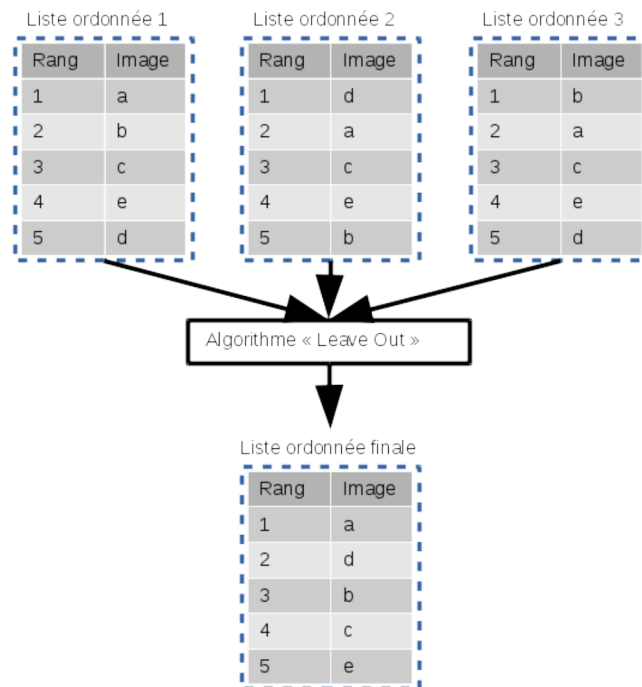 Liste ordonnée 1
Liste ordonnée 2
Liste ordonnée 3
Rang Image
1 a
2 b
3 c
4 e
5 d
Rang Image
1 d
2 a
3 c
4 e
5 b
Rang Image
1 b
2 a
3 c
4 e
5 d
Algorithme « Leave Out »
Liste ordonnée finale
Rang Image
1 a
2 d
3 b
4 c
5 e